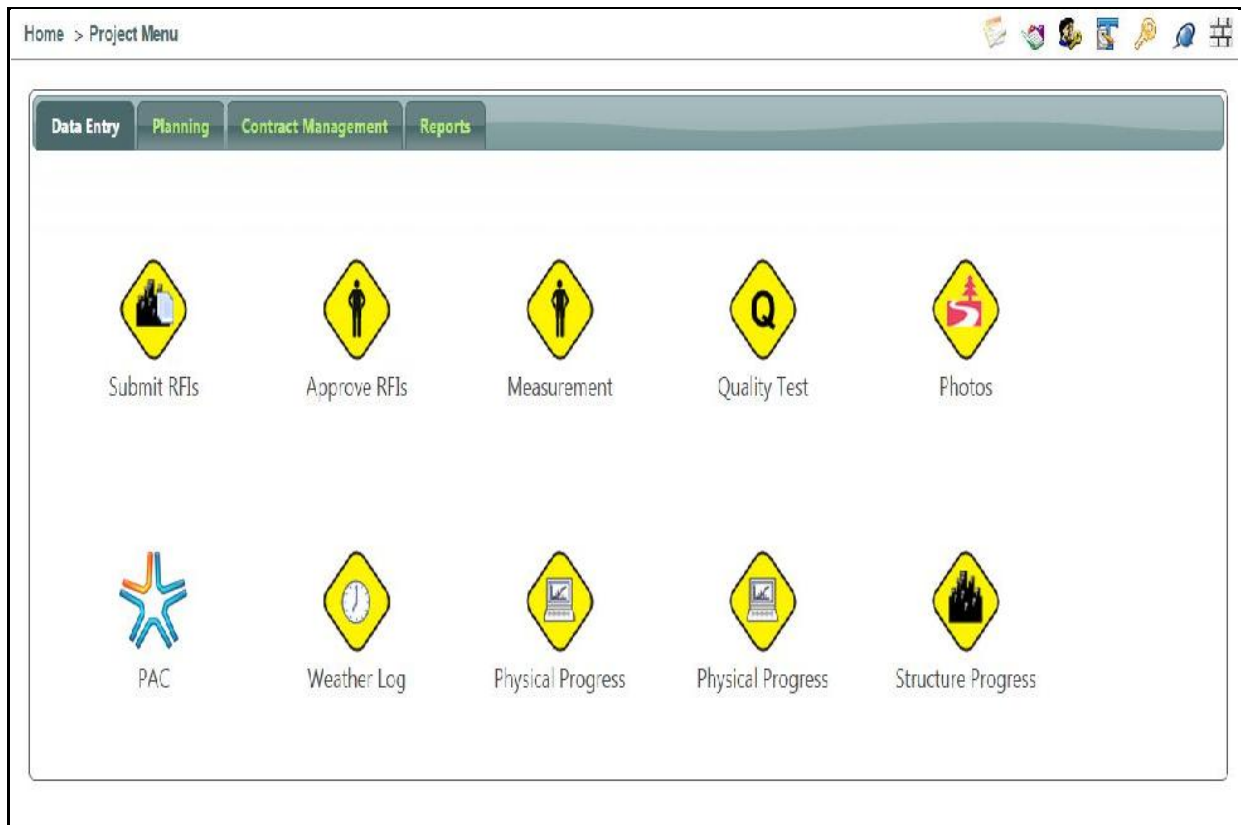 Home > Project Menu
Data Entry Planning Contract Management Reports
Q
Submit RFIs Approve RFIs Measurement Quality Test Photos
PAC Weather Log Physical Progress Physical Progress Structure Progress